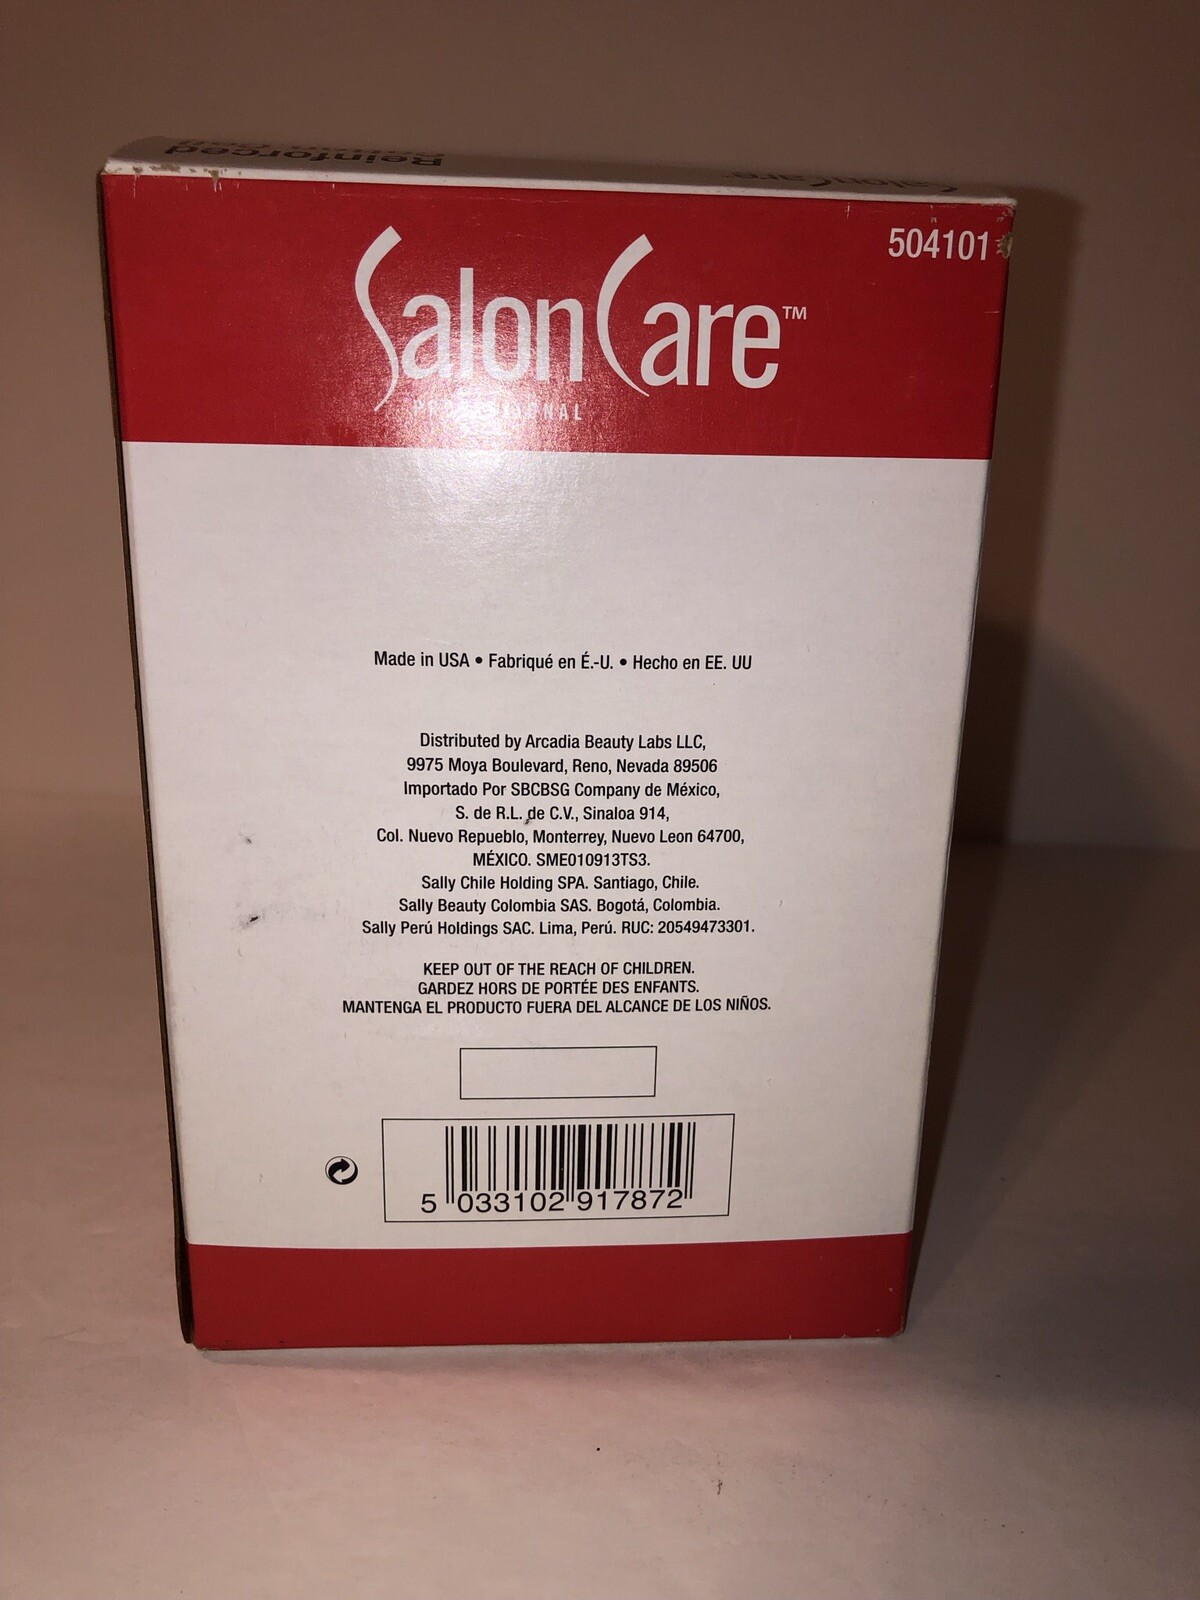 Reinforced
SalonCare
504101
SalonCare™
PROFESSIONAL
Made in USA • Fabriqué en É.-U. • Hecho en EE. UU
Distributed by Arcadia Beauty Labs LLC,
9975 Moya Boulevard, Reno, Nevada 89506
Importado Por SBCBSG Company de México,
S. de R.L. de C.V., Sinaloa 914,
Col. Nuevo Repueblo, Monterrey, Nuevo Leon 64700,
MÉXICO. SME010913TS3.
Sally Chile Holding SPA. Santiago, Chile.
Sally Beauty Colombia SAS. Bogotá, Colombia.
Sally Perú Holdings SAC. Lima, Perú. RUC: 20549473301.
KEEP OUT OF THE REACH OF CHILDREN.
GARDEZ HORS DE PORTÉE DES ENFANTS.
MANTENGA EL PRODUCTO FUERA DEL ALCANCE DE LOS NIÑOS.
5 033102 917872